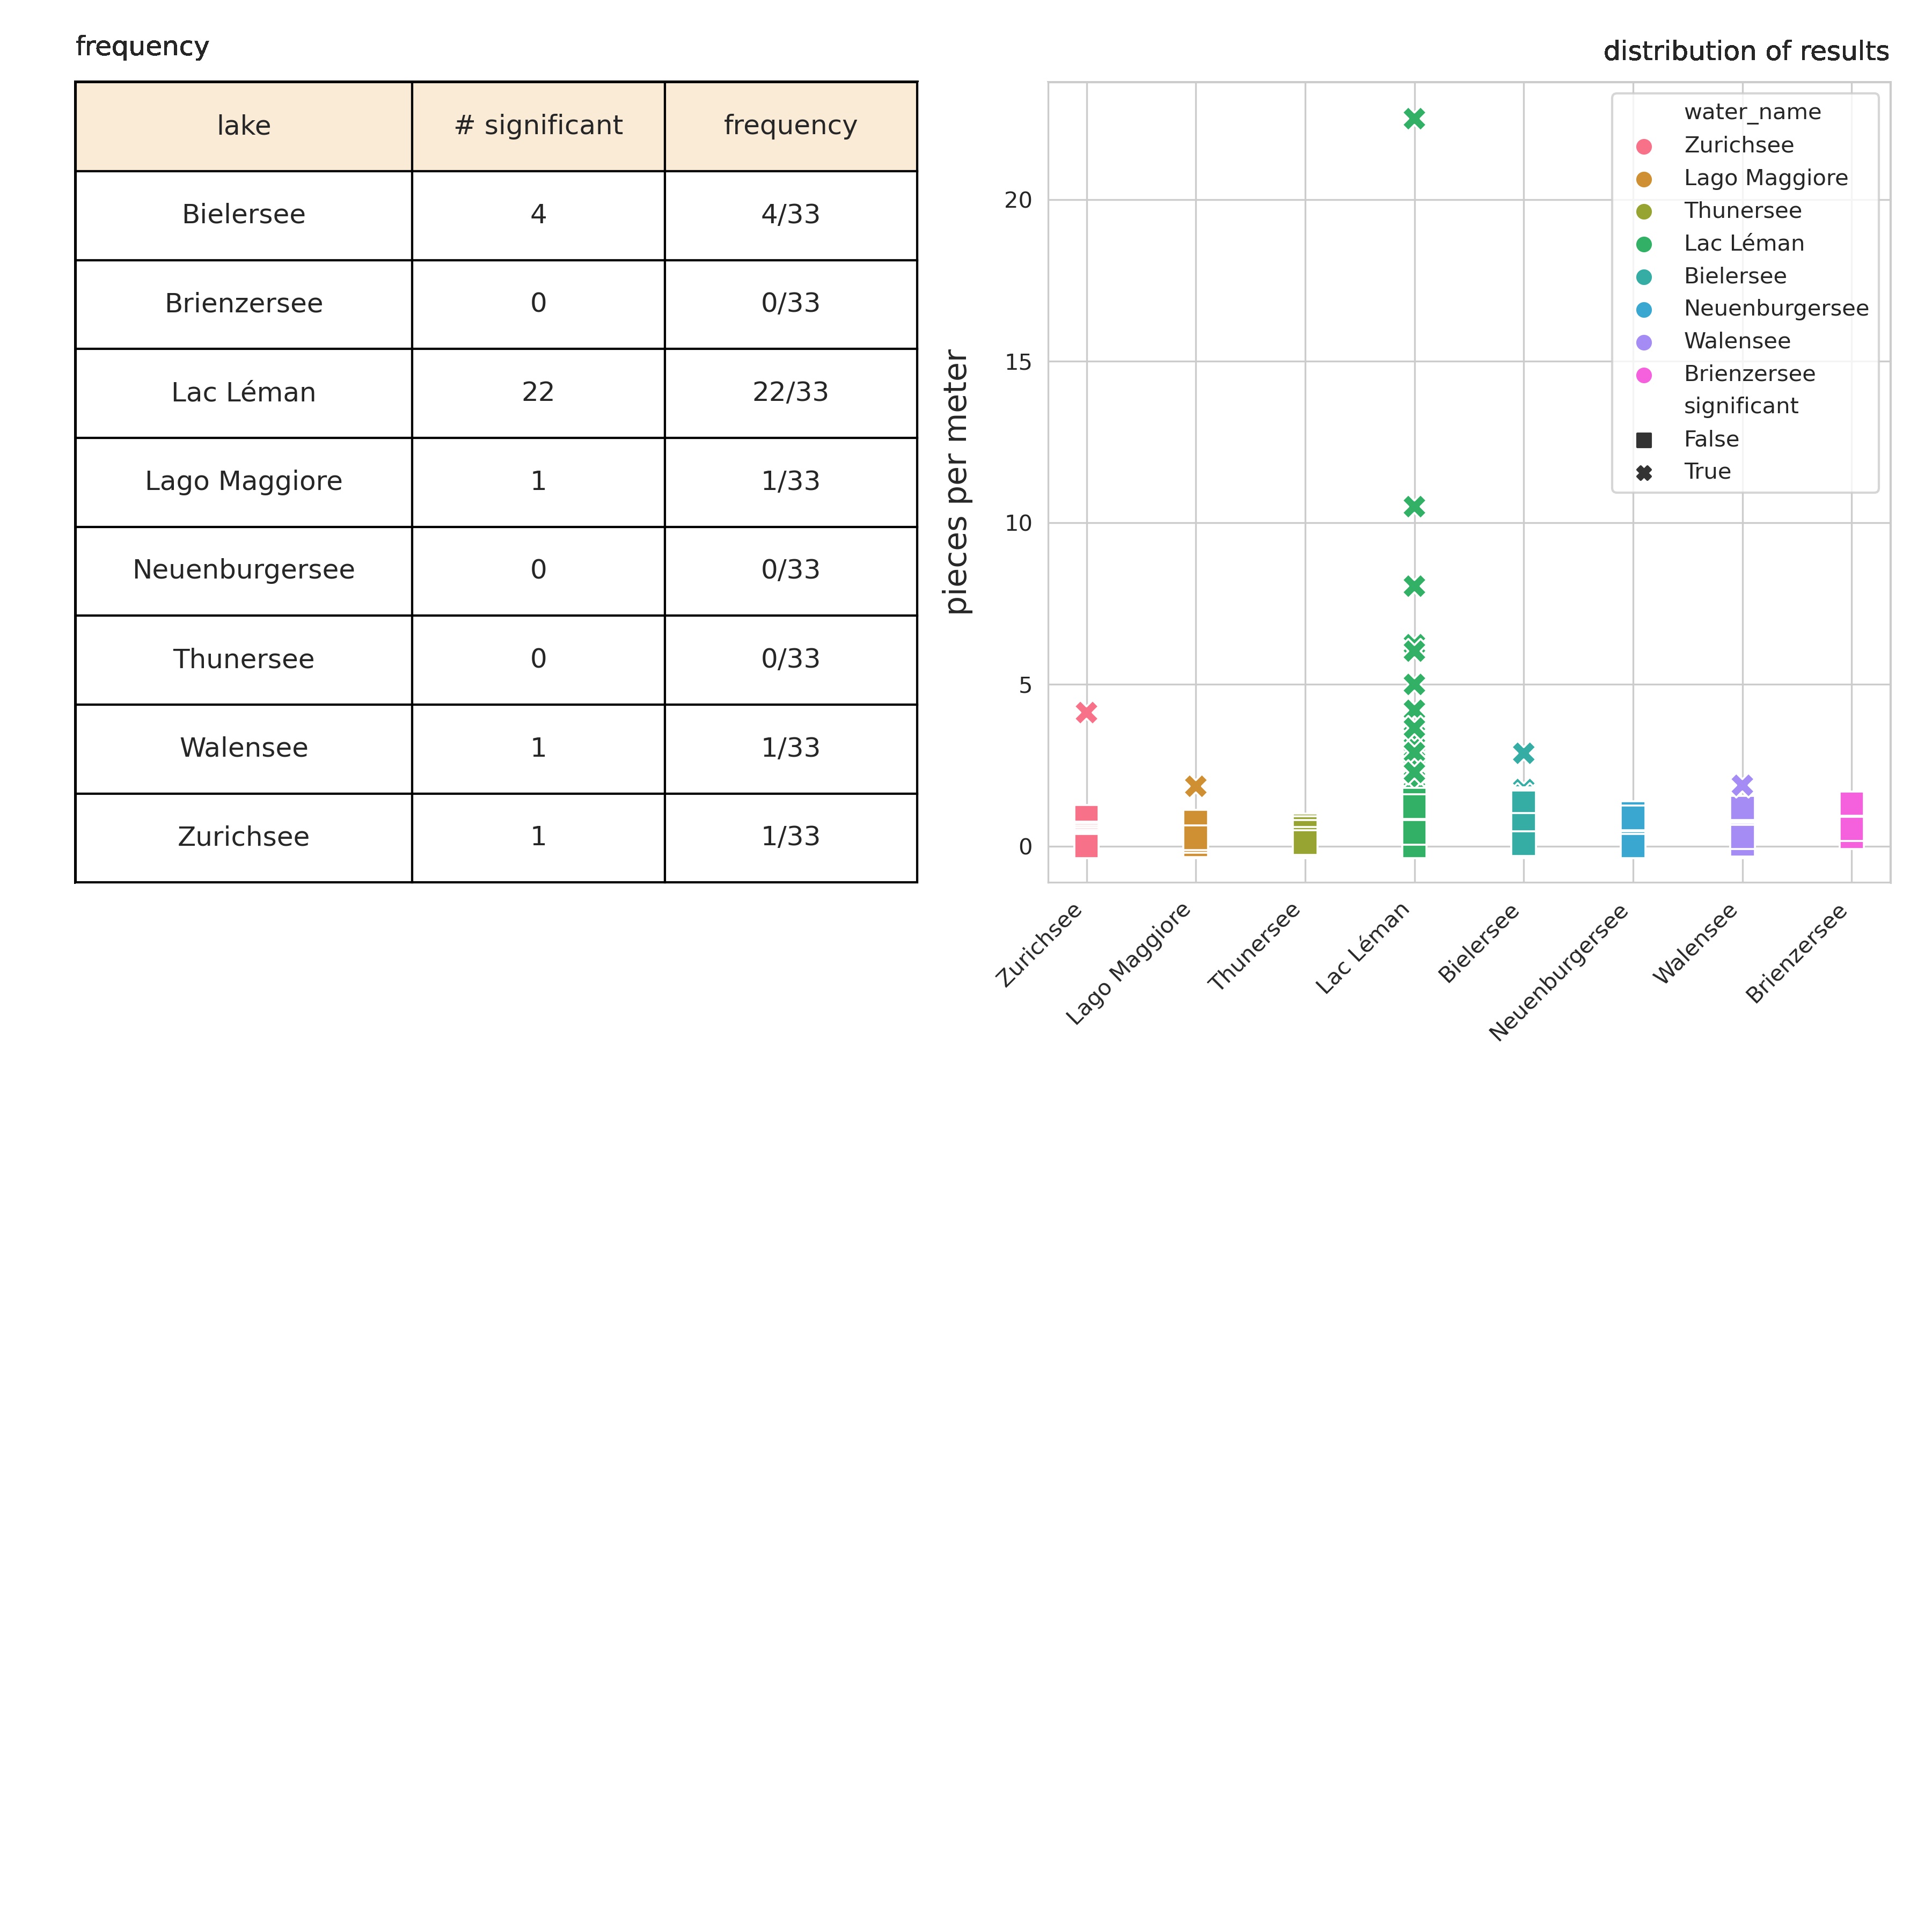 frequency
lake # significant frequency
Bielersee 4 4/33
Brienzersee 0 0/33
Lac Léman 22 22/33
Lago Maggiore 1 1/33
Neuenburgersee 0 0/33
Thunersee 0 0/33
Walensee 1 1/33
Zurichsee 1 1/33
distribution of results
pieces per meter
20
15
10
5
0
water_name
Zurichsee
Lago Maggiore
Thunersee
Lac Léman
Bielersee
Neuenburgersee
Walensee
Brienzersee
significant
False
True
Zurichsee
Lago Maggiore
Thunersee
Lac Léman
Bielersee
Neuenburgersee
Walensee
Brienzersee